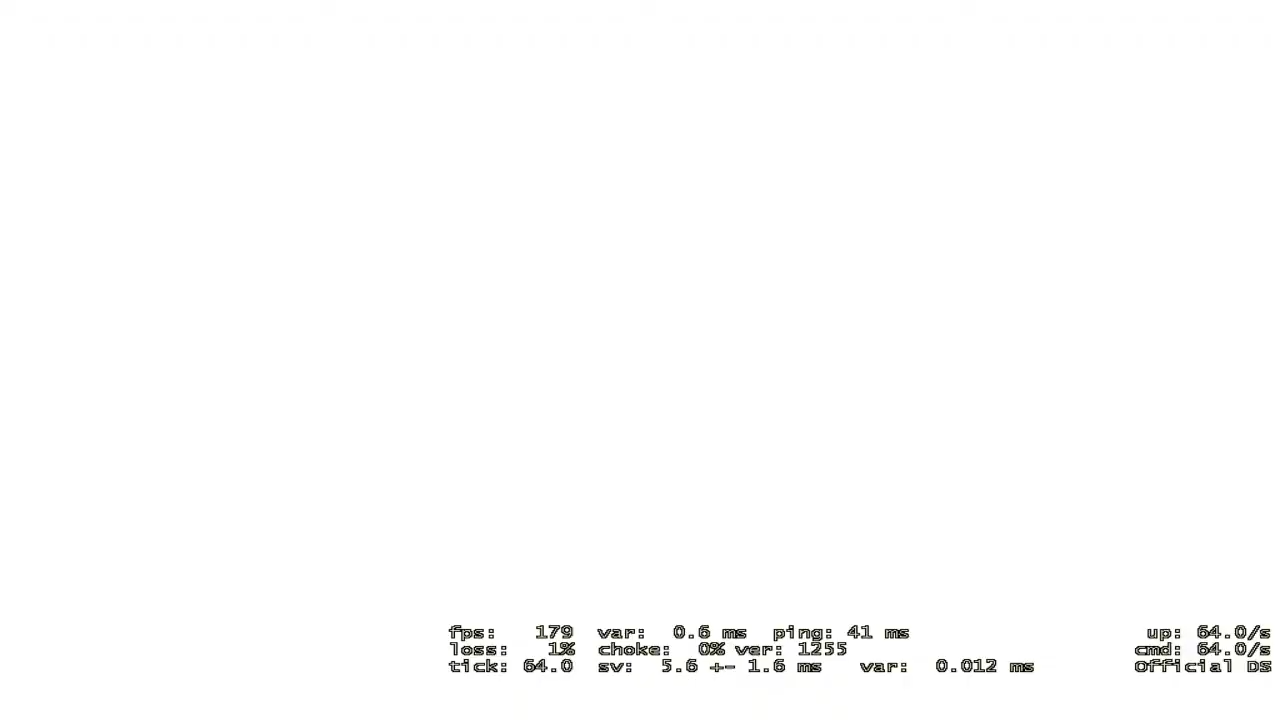 fps: 179 var: 0.6 ms ping: 41 ms up: 64.0/s
loss: 1% choke: 0% ver: 1255 cmd: 64.0/s
tick: 64.0 sv: 5.6 +- 1.6 ms var: 0.012 ms Official DS